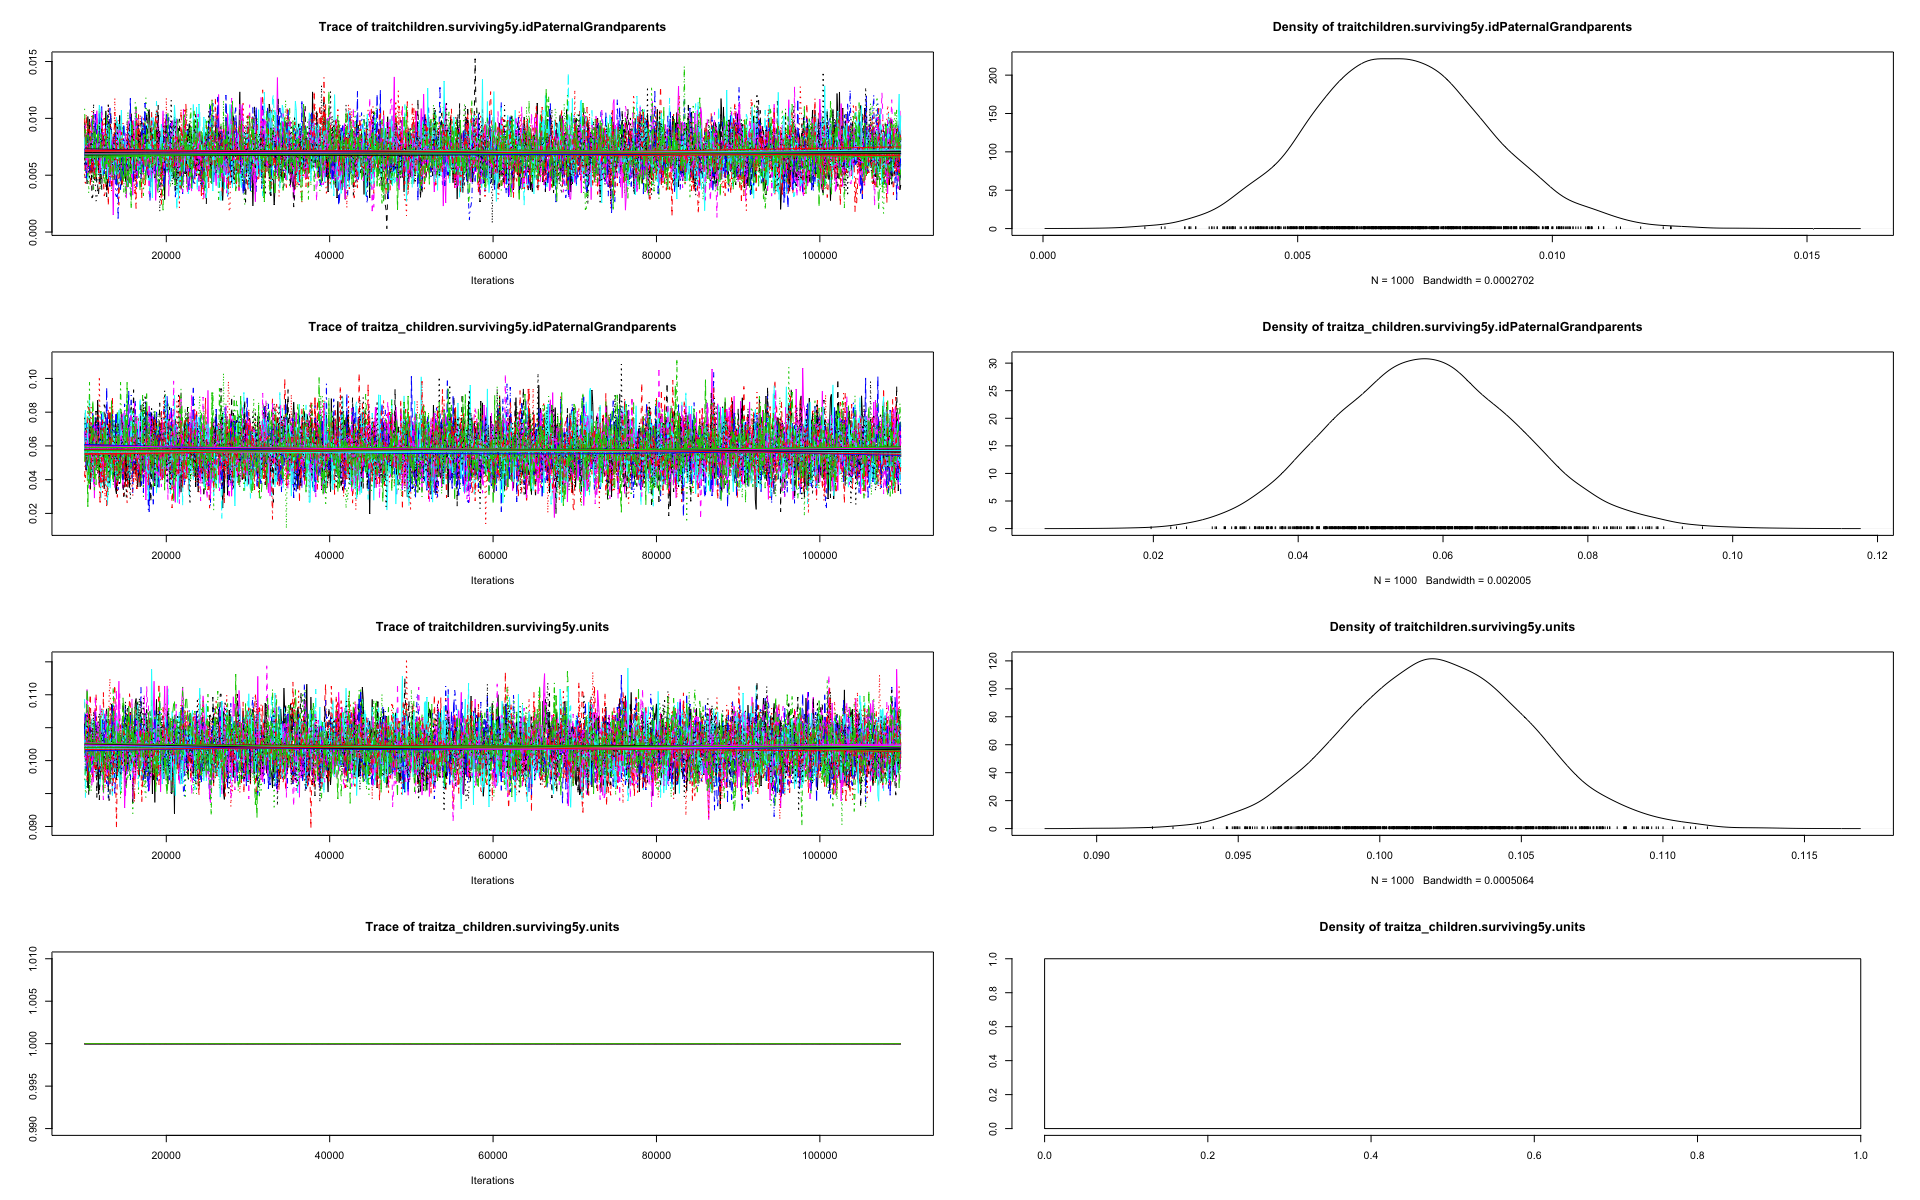 Trace of traitchildren.surviving5y.idPaternalGrandparents
0.015
0.010
0.005
0.000
20000 40000 60000 80000 100000
Iterations
Density of traitchildren.surviving5y.idPaternalGrandparents
200
150
100
50
0
0.000 0.005 0.010 0.015
N = 1000 Bandwidth = 0.0002702
Trace of traitza_children.surviving5y.idPaternalGrandparents
0.10
0.08
0.06
0.04
0.02
20000 40000 60000 80000 100000
Iterations
Density of traitza_children.surviving5y.idPaternalGrandparents
30
25
20
15
10
5
0
0.02 0.04 0.06 0.08 0.10 0.12
N = 1000 Bandwidth = 0.002005
Trace of traitchildren.surviving5y.units
0.110
0.100
0.090
20000 40000 60000 80000 100000
Iterations
Density of traitchildren.surviving5y.units
120
100
80
60
40
20
0
0.090 0.095 0.100 0.105 0.110 0.115
N = 1000 Bandwidth = 0.0005064
Trace of traitza_children.surviving5y.units
1.010
1.005
1.000
0.995
0.990
20000 40000 60000 80000 100000
Iterations
Density of traitza_children.surviving5y.units
1.0
0.8
0.6
0.4
0.2
0.0
0.0 0.2 0.4 0.6 0.8 1.0